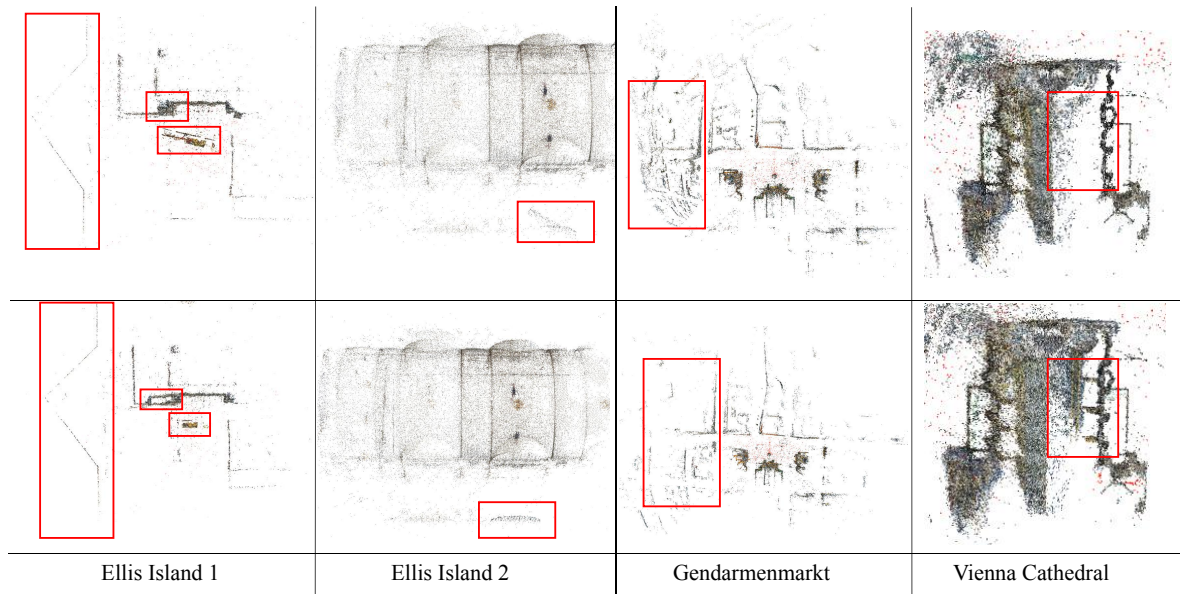 Ellis Island 1
Ellis Island 2
Gendarmenmarkt
Vienna Cathedral